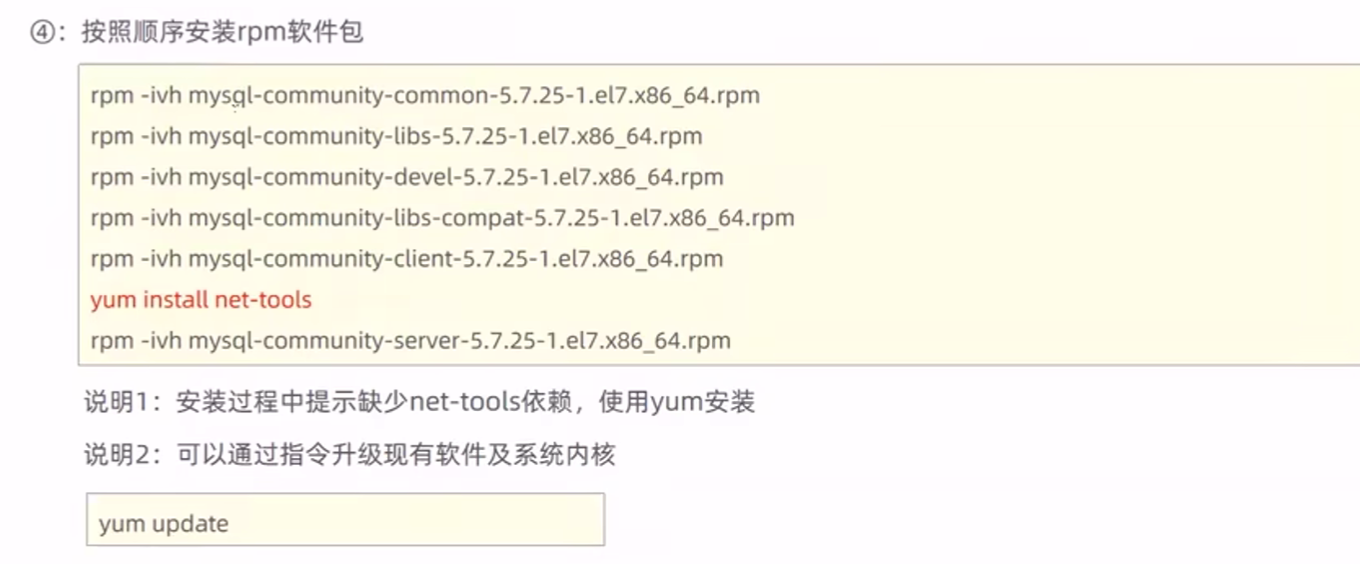 ④：按照顺序安装rpm软件包
rpm -ivh mysql-community-common-5.7.25-1.el7.x86_64.rpm
rpm -ivh mysql-community-libs-5.7.25-1.el7.x86_64.rpm
rpm -ivh mysql-community-devel-5.7.25-1.el7.x86_64.rpm
rpm -ivh mysql-community-libs-compat-5.7.25-1.el7.x86_64.rpm
rpm -ivh mysql-community-client-5.7.25-1.el7.x86_64.rpm
yum install net-tools
rpm -ivh mysql-community-server-5.7.25-1.el7.x86_64.rpm
说明1：安装过程中提示缺少net-tools依赖，使用yum安装
说明2：可以通过指令升级现有软件及系统内核
yum update